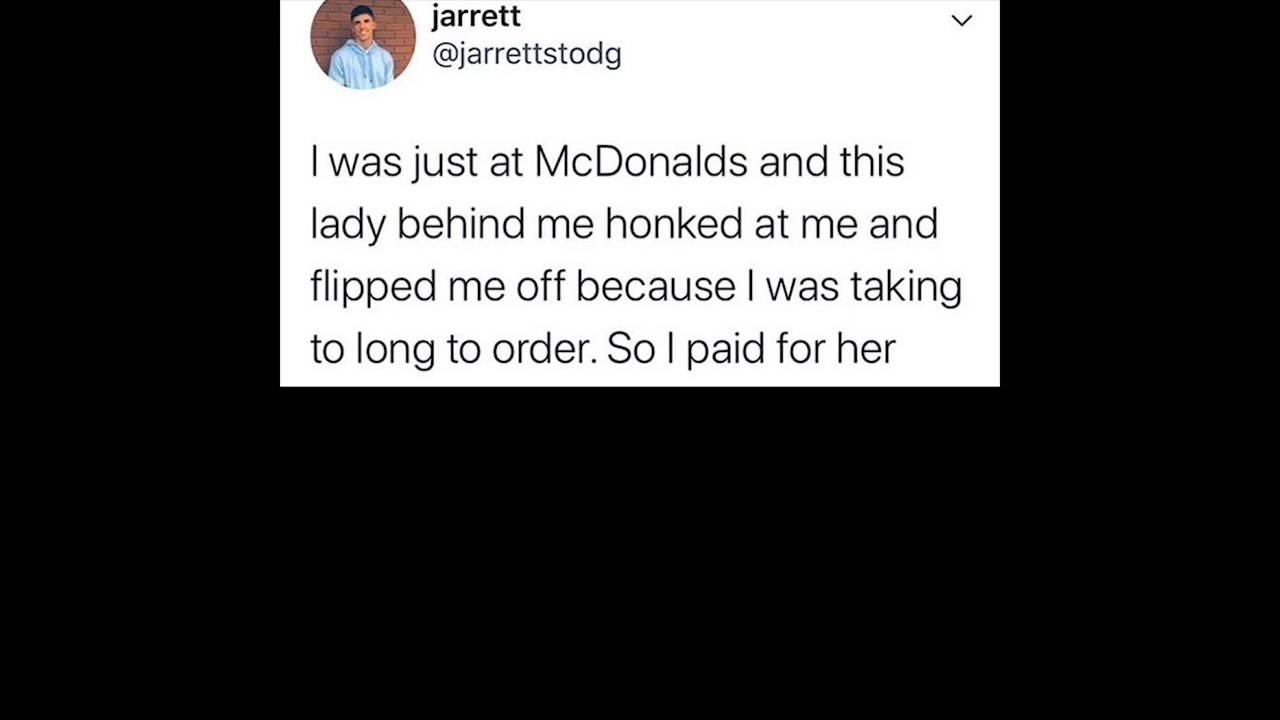 jarrett
@jarrettstodg
I was just at McDonalds and this
lady behind me honked at me and
flipped me off because I was taking
to long to order. So I paid for her